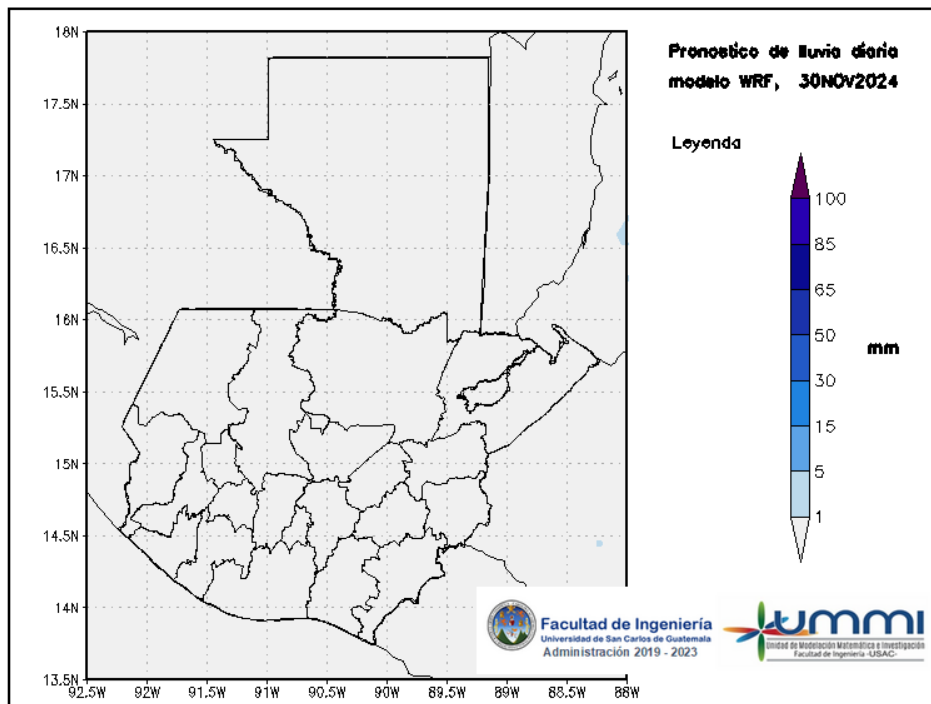 Pronostico de lluvia diaria
modelo WRF, 30NOV2024
Leyenda
100
85
65
50
30
15
5
1
mm
18N
17.5N
17N
16.5N
16N
15.5N
15N
14.5N
14N
13.5N
92.5W
92W
91.5W
91W
90.5W
90W
89.5W
89W
88.5W
88W
Facultad de Ingeniería
Universidad de San Carlos de Guatemala
Administración 2019 - 2023
ummi
Unidad de Modelación Matemática e Investigación
Facultad de Ingeniería -USAC-